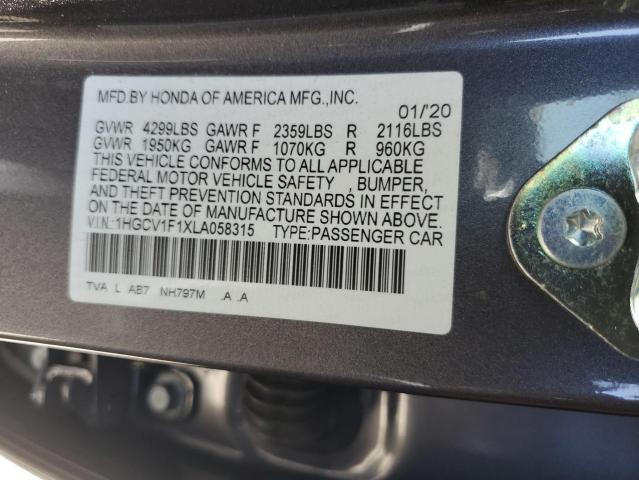 MFD.BY HONDA OF AMERICA MFG.,INC.
01/'20
GVWR 4299LBS GAWR F 2359LBS R 2116LBS
GVWR 1950KG GAWR F 1070KG R 960KG
THIS VEHICLE CONFORMS TO ALL APPLICABLE
FEDERAL MOTOR VEHICLE SAFETY , BUMPER,
AND THEFT PREVENTION STANDARDS IN EFFECT
ON THE DATE OF MANUFACTURE SHOWN ABOVE.
V.I.N.:1HGCV1F1XLA058315 TYPE:PASSENGER CAR
TVA L AB7 NH797M .A .A